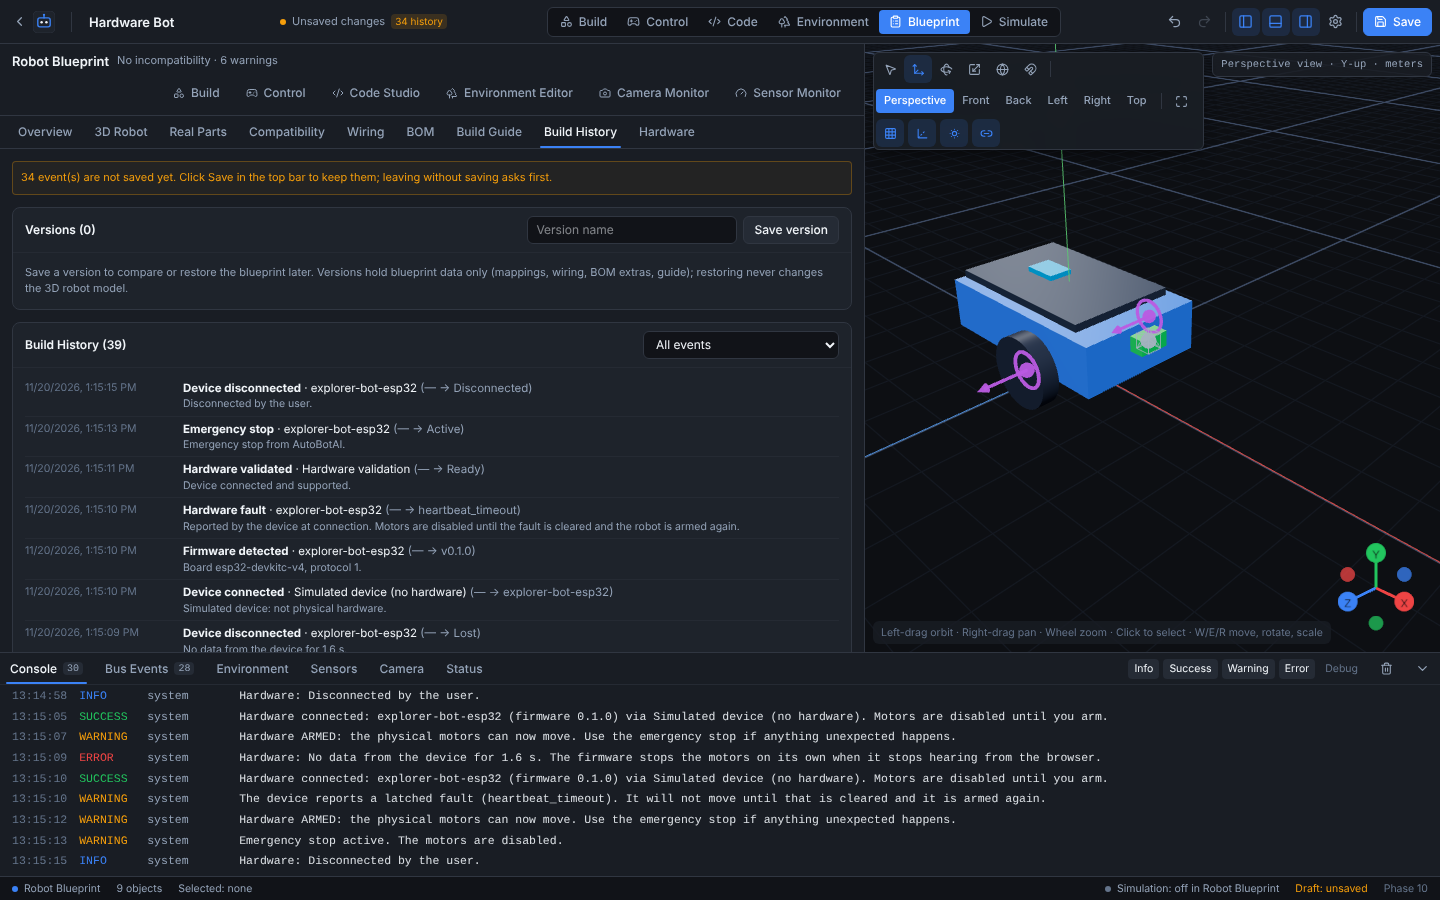 Hardware Bot
Unsaved changes 34 history
Build Control Code Environment Blueprint Simulate
Save
Robot Blueprint No incompatibility · 6 warnings
Build Control Code Studio Environment Editor Camera Monitor Sensor Monitor
Overview 3D Robot Real Parts Compatibility Wiring BOM Build Guide Build History Hardware
34 event(s) are not saved yet. Click Save in the top bar to keep them; leaving without saving asks first.
Versions (0)
Version name
Save version
Save a version to compare or restore the blueprint later. Versions hold blueprint data only (mappings, wiring, BOM extras, guide); restoring never changes
the 3D robot model.
Build History (39)
All events
11/20/2026, 1:15:15 PM Device disconnected · explorer-bot-esp32 (— → Disconnected)
Disconnected by the user.
11/20/2026, 1:15:13 PM Emergency stop · explorer-bot-esp32 (— → Active)
Emergency stop from AutoBotAI.
11/20/2026, 1:15:11 PM Hardware validated · Hardware validation (— → Ready)
Device connected and supported.
11/20/2026, 1:15:10 PM Hardware fault · explorer-bot-esp32 (— → heartbeat_timeout)
Reported by the device at connection. Motors are disabled until the fault is cleared and the robot is armed again.
11/20/2026, 1:15:10 PM Firmware detected · explorer-bot-esp32 (— → v0.1.0)
Board esp32-devkitc-v4, protocol 1.
11/20/2026, 1:15:10 PM Device connected · Simulated device (no hardware) (— → explorer-bot-esp32)
Simulated device: not physical hardware.
11/20/2026, 1:15:09 PM Device disconnected · explorer-bot-esp32 (— → Lost)
No data from the device for 1.6 s.
Perspective view · Y-up · meters
Perspective Front Back Left Right Top
Y
Z
X
Left-drag orbit · Right-drag pan · Wheel zoom · Click to select · W/E/R move, rotate, scale
Console 30 Bus Events 28 Environment Sensors Camera Status
Info Success Warning Error Debug
13:14:58 INFO system Hardware: Disconnected by the user.
13:15:05 SUCCESS system Hardware connected: explorer-bot-esp32 (firmware 0.1.0) via Simulated device (no hardware). Motors are disabled until you arm.
13:15:07 WARNING system Hardware ARMED: the physical motors can now move. Use the emergency stop if anything unexpected happens.
13:15:09 ERROR system Hardware: No data from the device for 1.6 s. The firmware stops the motors on its own when it stops hearing from the browser.
13:15:10 SUCCESS system Hardware connected: explorer-bot-esp32 (firmware 0.1.0) via Simulated device (no hardware). Motors are disabled until you arm.
13:15:10 WARNING system The device reports a latched fault (heartbeat_timeout). It will not move until that is cleared and it is armed again.
13:15:12 WARNING system Hardware ARMED: the physical motors can now move. Use the emergency stop if anything unexpected happens.
13:15:13 WARNING system Emergency stop active. The motors are disabled.
13:15:15 INFO system Hardware: Disconnected by the user.
Robot Blueprint 9 objects Selected: none
Simulation: off in Robot Blueprint Draft: unsaved Phase 10